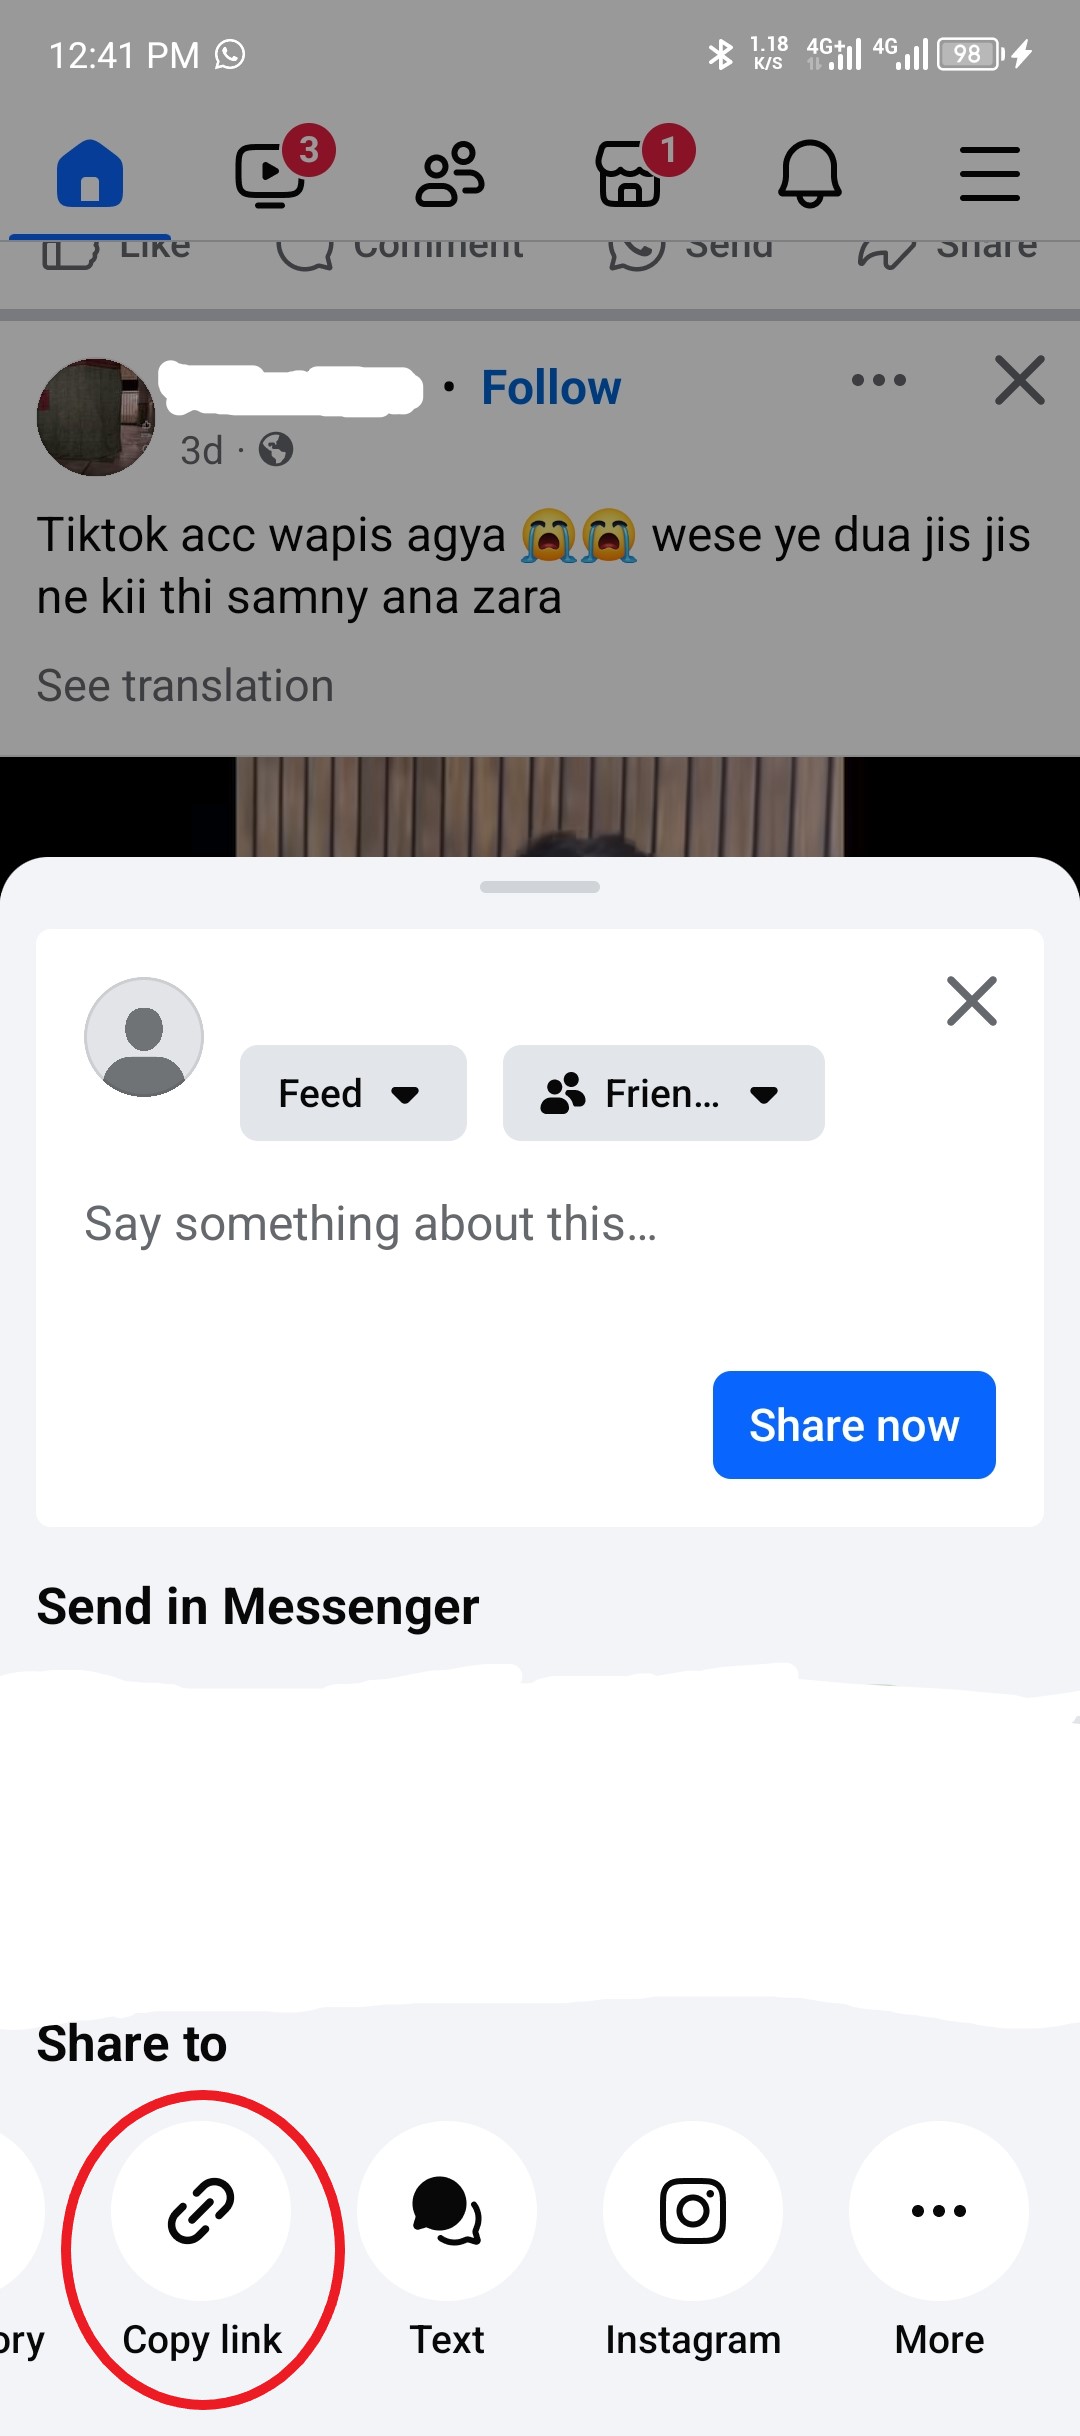 12:41 PM
1.18 K/S 4G+ 4G 98
3 1
Like Comment Send Share
· Follow
3d ·
Tiktok acc wapis agya 😭😭 wese ye dua jis jis
ne kii thi samny ana zara
See translation
Feed Frien...
Say something about this...
Share now
Send in Messenger
Share to
ory Copy link Text Instagram More